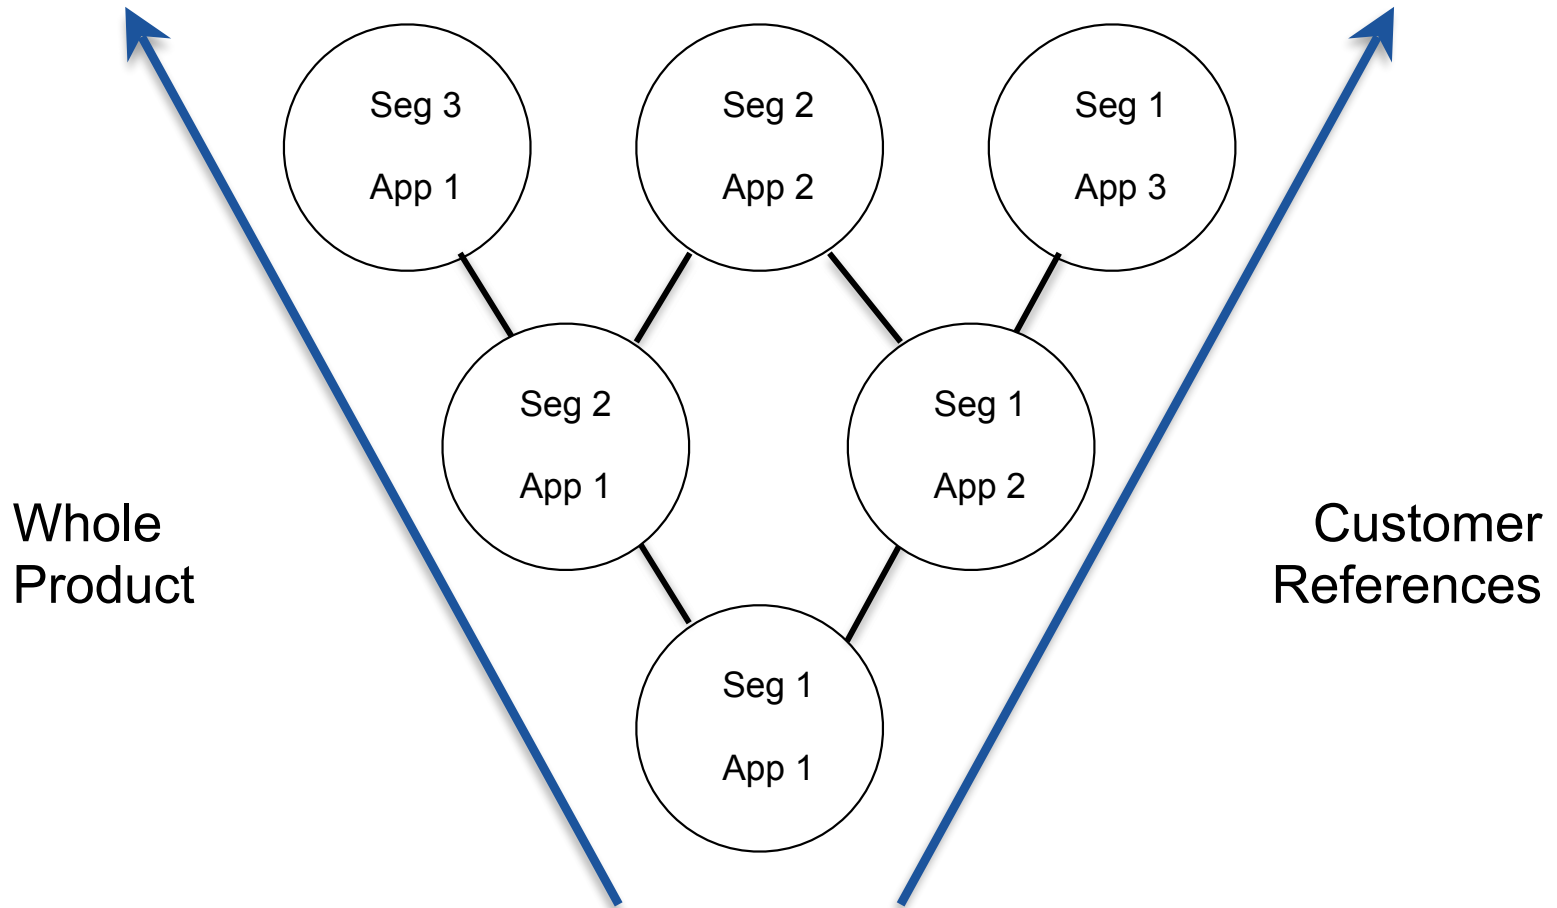 Seg 3
App 1
Seg 2
App 2
Seg 1
App 3
Seg 2
App 1
Seg 1
App 2
Whole
Product
Customer
References
Seg 1
App 1